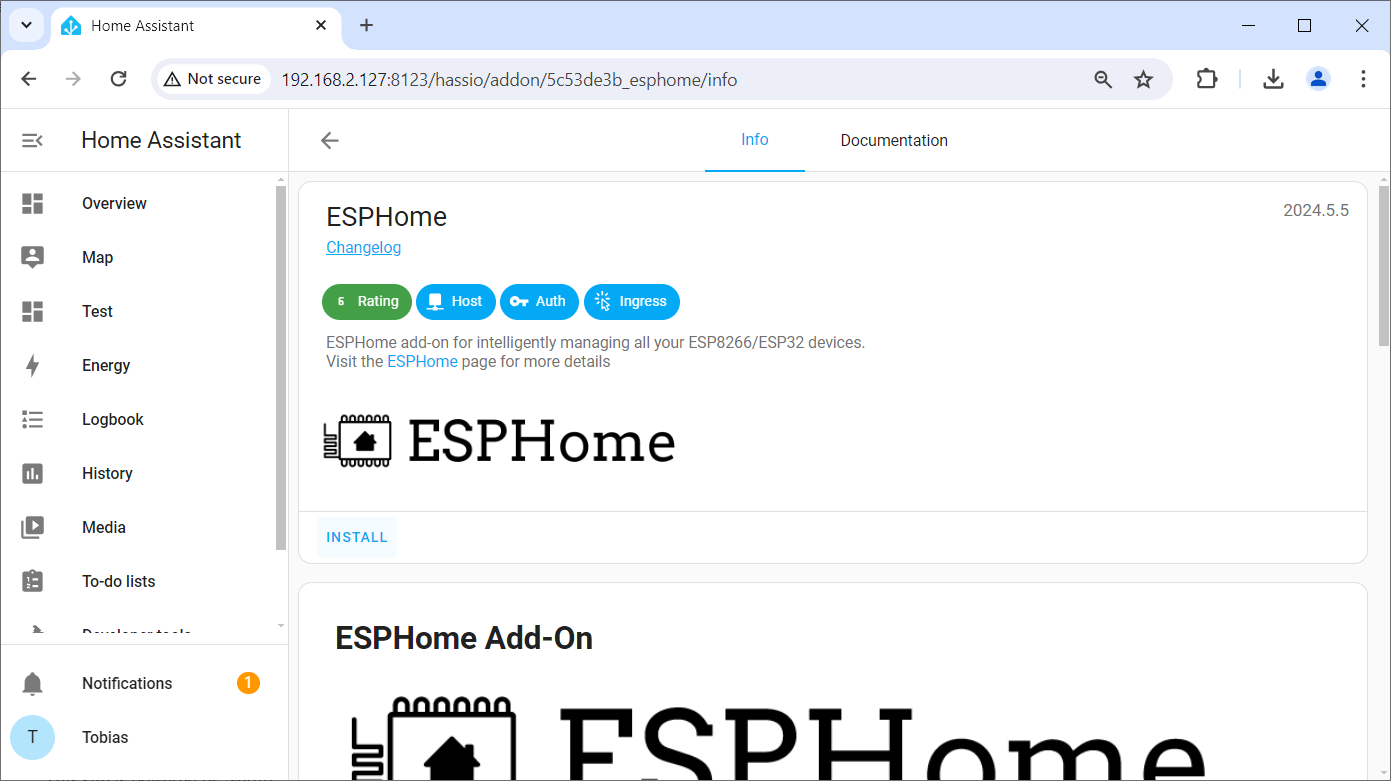 Home Assistant
Not secure
192.168.2.127:8123/hassio/addon/5c53de3b_esphome/info
Home Assistant
Info
Documentation
Overview
Map
Test
Energy
Logbook
History
Media
To-do lists
Developer tools
Notifications
1
T
Tobias
ESPHome
2024.5.5
Changelog
Rating
Host
Auth
Ingress
ESPHome add-on for intelligently managing all your ESP8266/ESP32 devices.
Visit the ESPHome page for more details
ESPHome
INSTALL
ESPHome Add-On
ESPHome